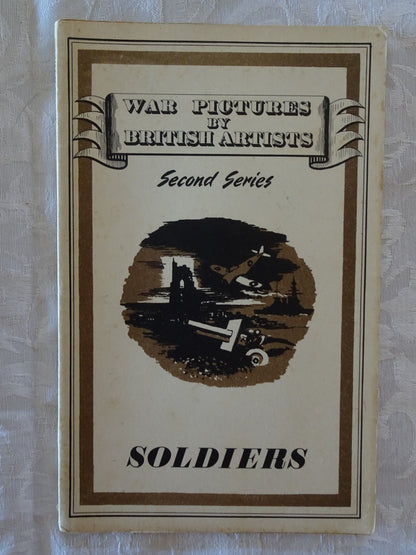 WAR PICTURES
BY
BRITISH ARTISTS
Second Series
SOLDIERS